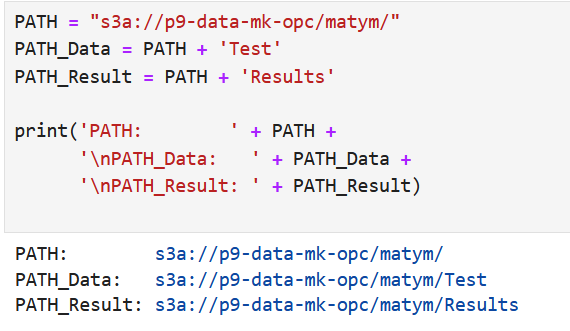 PATH = "s3a://p9-data-mk-opc/matym/"
PATH_Data = PATH + 'Test'
PATH_Result = PATH + 'Results'
print('PATH:        ' + PATH +
      '\nPATH_Data:   ' + PATH_Data +
      '\nPATH_Result: ' + PATH_Result)
PATH:        s3a://p9-data-mk-opc/matym/
PATH_Data:   s3a://p9-data-mk-opc/matym/Test
PATH_Result: s3a://p9-data-mk-opc/matym/Results